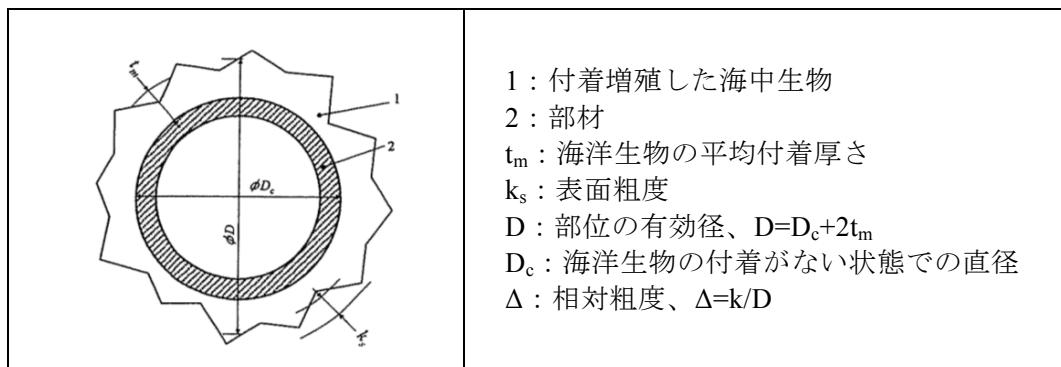 tm
1
2
φDc
φD
ks
1：付着増殖した海中生物
2：部材
tm：海洋生物の平均付着厚さ
ks：表面粗度
D：部位の有効径、D=Dc+2tm
Dc：海洋生物の付着がない状態での直径
Δ：相対粗度、Δ=k/D